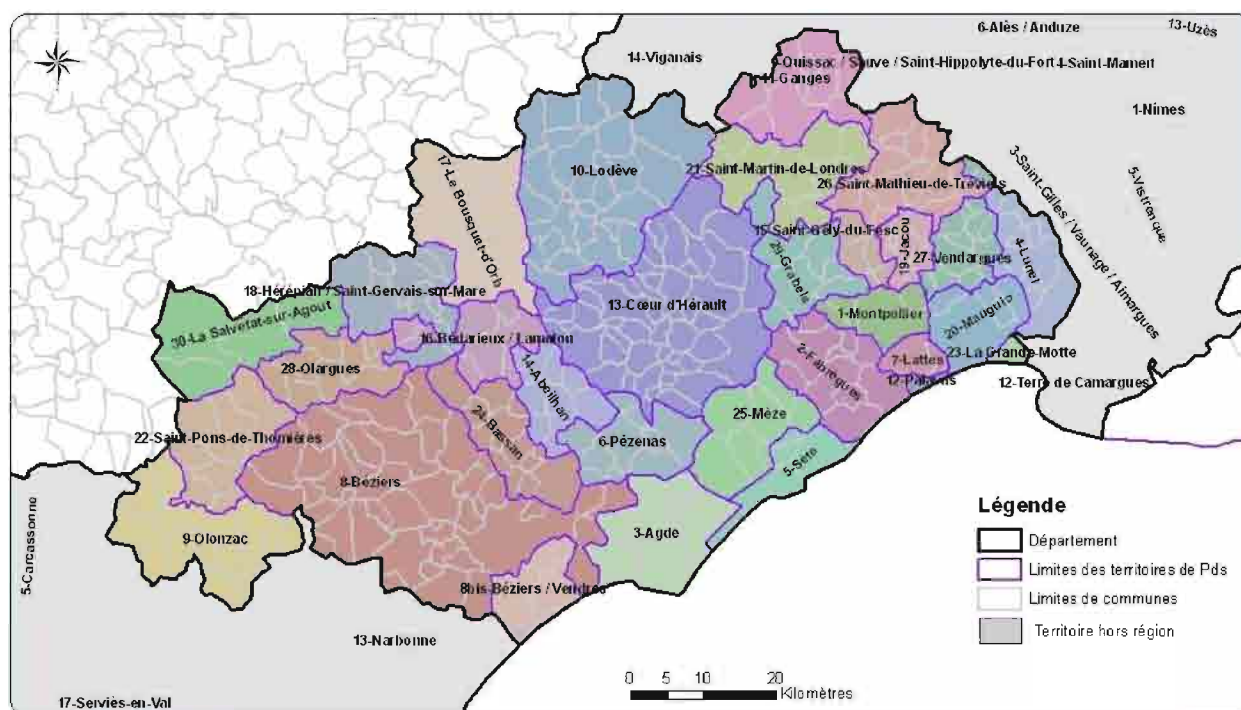 6-Alès / Anduze
13-Uzès
14-Viganais
-Quissac / Sauve / Saint-Hippolyte-du-Fort
4-Saint-Mamert
11-Ganges
1-Nîmes
3-Saint-Gilles / Vaunage / Aimargues
5-Vistrenque
17-Le Bousquet-d'Orb
10-Lodève
21-Saint-Martin-de-Londres
26-Saint-Mathieu-de-Tréviers
15-Saint-Gély-du-Fesc
19-Jacou
27-Vendargues
4-Lunel
29-Grabels
18-Hérépian / Saint-Gervais-sur-Mare
13-Cœur d'Hérault
30-La Salvetat-sur-Agout
1-Montpellier
20-Mauguio
16-Bédarieux / Lamalou
2-Fabrègues
7-Lattes
23-La Grande-Motte
28-Olargues
14-Abeilhan
12-Palavas
12-Terre de Camargues
25-Mèze
22-Saint-Pons-de-Thomières
24-Bassan
6-Pézenas
5-Sète
8-Béziers
3-Agde
9-Olonzac
5-Carcassonne
8bis-Béziers / Vendres
13-Narbonne
17-Serviès-en-Val
Légende
Département
Limites des territoires de Pds
Limites de communes
Territoire hors région
0 5 10 20
Kilomètres